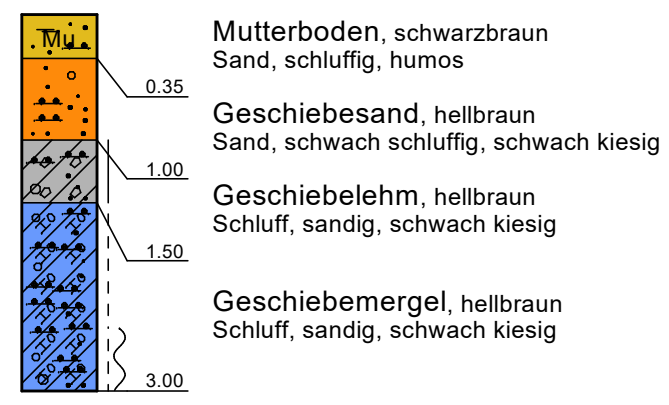 Mu
Mutterboden, schwarzbraun
Sand, schluffig, humos
0.35
Geschiebesand, hellbraun
Sand, schwach schluffig, schwach kiesig
1.00
Geschiebelehm, hellbraun
Schluff, sandig, schwach kiesig
1.50
Geschiebemergel, hellbraun
Schluff, sandig, schwach kiesig
3.00